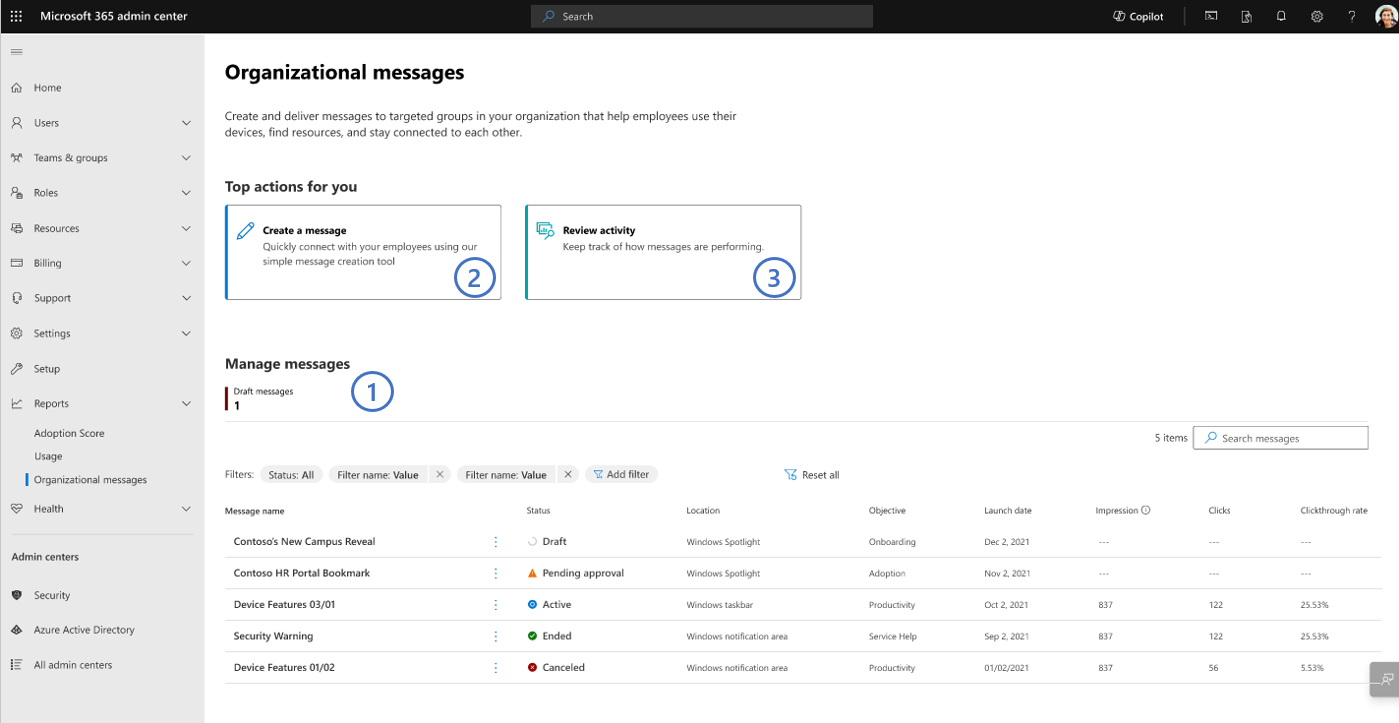 Microsoft 365 admin center
Search
Copilot
?
Home
Users
Teams & groups
Roles
Resources
Billing
Support
Settings
Setup
Reports
Adoption Score
Usage
Organizational messages
Health
Admin centers
Security
Azure Active Directory
All admin centers
Organizational messages
Create and deliver messages to targeted groups in your organization that help employees use their
devices, find resources, and stay connected to each other.
Top actions for you
Create a message
Quickly connect with your employees using our
simple message creation tool
2
Review activity
Keep track of how messages are performing.
3
Manage messages
Draft messages
1
1
5 items
Search messages
Filters: Status: All Filter name: Value Filter name: Value Add filter Reset all
Message name Status Location Objective Launch date Impression Clicks Clickthrough rate
Contoso's New Campus Reveal Draft Windows Spotlight Onboarding Dec 2, 2021 --- --- ---
Contoso HR Portal Bookmark Pending approval Windows Spotlight Adoption Nov 2, 2021 --- --- ---
Device Features 03/01 Active Windows taskbar Productivity Oct 2, 2021 837 122 25.53%
Security Warning Ended Windows notification area Service Help Sep 2, 2021 837 122 25.53%
Device Features 01/02 Canceled Windows notification area Productivity 01/02/2021 837 56 5.53%